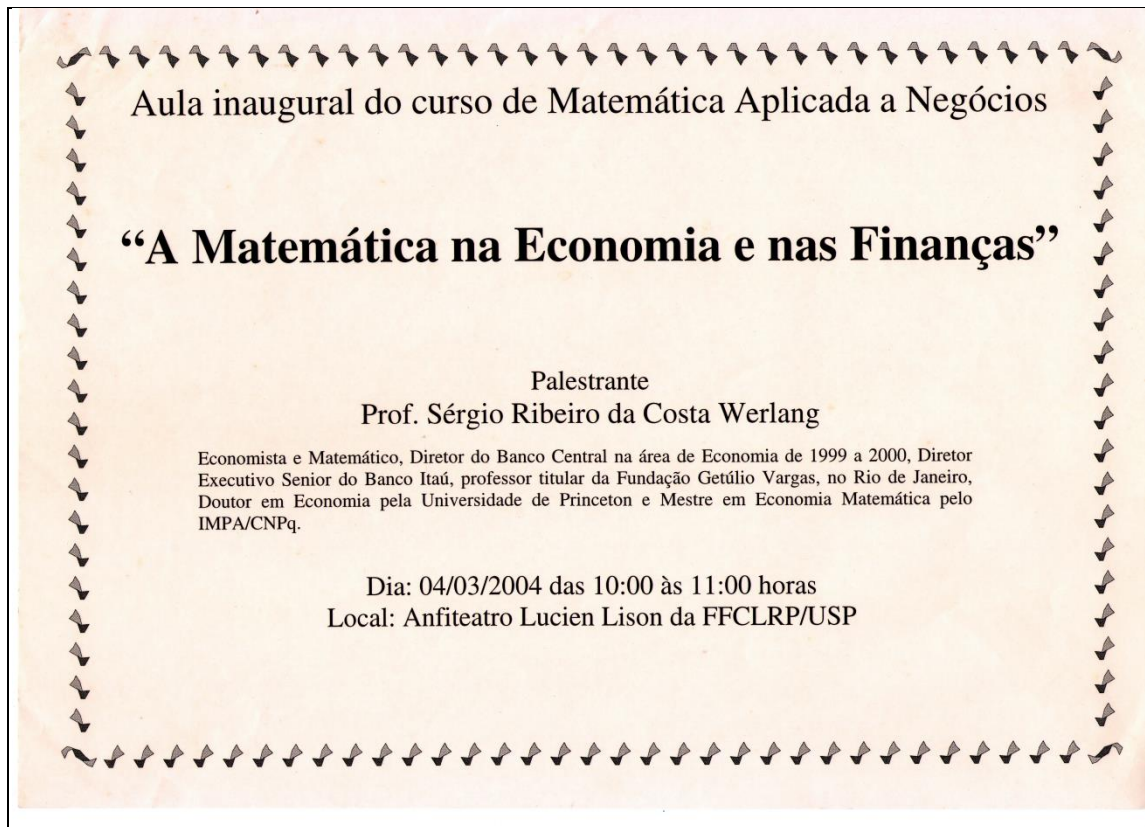 Aula inaugural do curso de Matemática Aplicada a Negócios
“A Matemática na Economia e nas Finanças”
Palestrante
Prof. Sérgio Ribeiro da Costa Werlang
Economista e Matemático, Diretor do Banco Central na área de Economia de 1999 a 2000, Diretor
Executivo Senior do Banco Itaú, professor titular da Fundação Getúlio Vargas, no Rio de Janeiro,
Doutor em Economia pela Universidade de Princeton e Mestre em Economia Matemática pelo
IMPA/CNPq.
Dia: 04/03/2004 das 10:00 às 11:00 horas
Local: Anfiteatro Lucien Lison da FFCLRP/USP